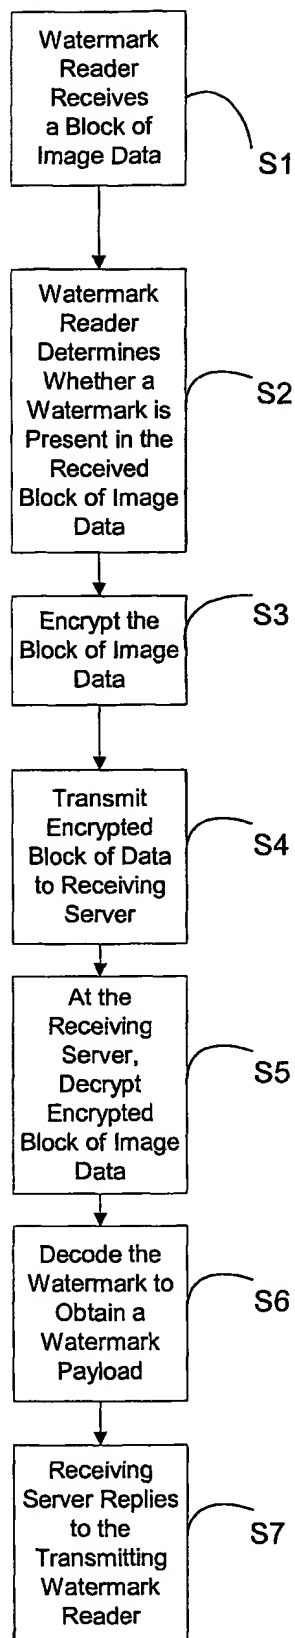 Watermark
Reader
Receives
a Block of
Image Data
S1
Watermark
Reader
Determines
Whether a
Watermark is
Present in the
Received
Block of Image
Data
S2
Encrypt the
Block of Image
Data
S3
Transmit
Encrypted
Block of Data
to Receiving
Server
S4
At the
Receiving
Server,
Decrypt
Encrypted
Block of Image
Data
S5
Decode the
Watermark to
Obtain a
Watermark
Payload
S6
Receiving
Server Replies
to the
Transmitting
Watermark
Reader
S7